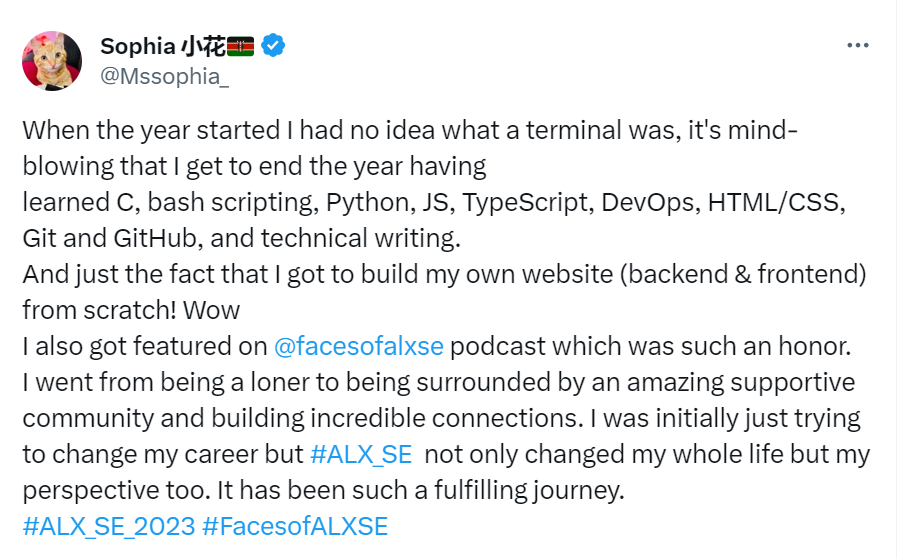 Sophia 小花🇰🇪
@Mssophia_
When the year started I had no idea what a terminal was, it's mind-
blowing that I get to end the year having
learned C, bash scripting, Python, JS, TypeScript, DevOps, HTML/CSS,
Git and GitHub, and technical writing.
And just the fact that I got to build my own website (backend & frontend)
from scratch! Wow
I also got featured on @facesofalxse podcast which was such an honor.
I went from being a loner to being surrounded by an amazing supportive
community and building incredible connections. I was initially just trying
to change my career but #ALX_SE  not only changed my whole life but my
perspective too. It has been such a fulfilling journey.
#ALX_SE_2023 #FacesofALXSE